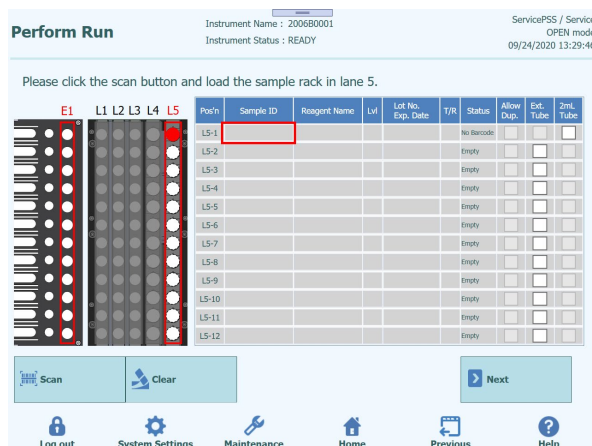 Perform Run
Instrument Name : 2006B0001
Instrument Status : READY
ServicePSS / Service
OPEN mode
09/24/2020 13:29:46
Please click the scan button and load the sample rack in lane 5.
E1 L1 L2 L3 L4 L5
Pos'n Sample ID Reagent Name Lvl Lot No. Exp. Date T/R Status Allow Dup. Ext. Tube 2mL Tube
L5-1 No Barcode
L5-2 Empty
L5-3 Empty
L5-4 Empty
L5-5 Empty
L5-6 Empty
L5-7 Empty
L5-8 Empty
L5-9 Empty
L5-10 Empty
L5-11 Empty
L5-12 Empty
Scan Clear Next
Log out System Settings Maintenance Home Previous Help